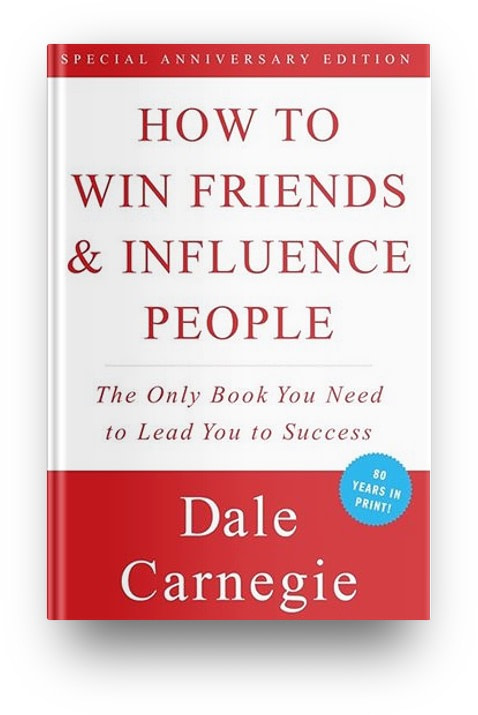 SPECIAL ANNIVERSARY EDITION
HOW TO
WIN FRIENDS
& INFLUENCE
PEOPLE
The Only Book You Need
to Lead You to Success
80
YEARS IN
PRINT!
Dale
Carnegie